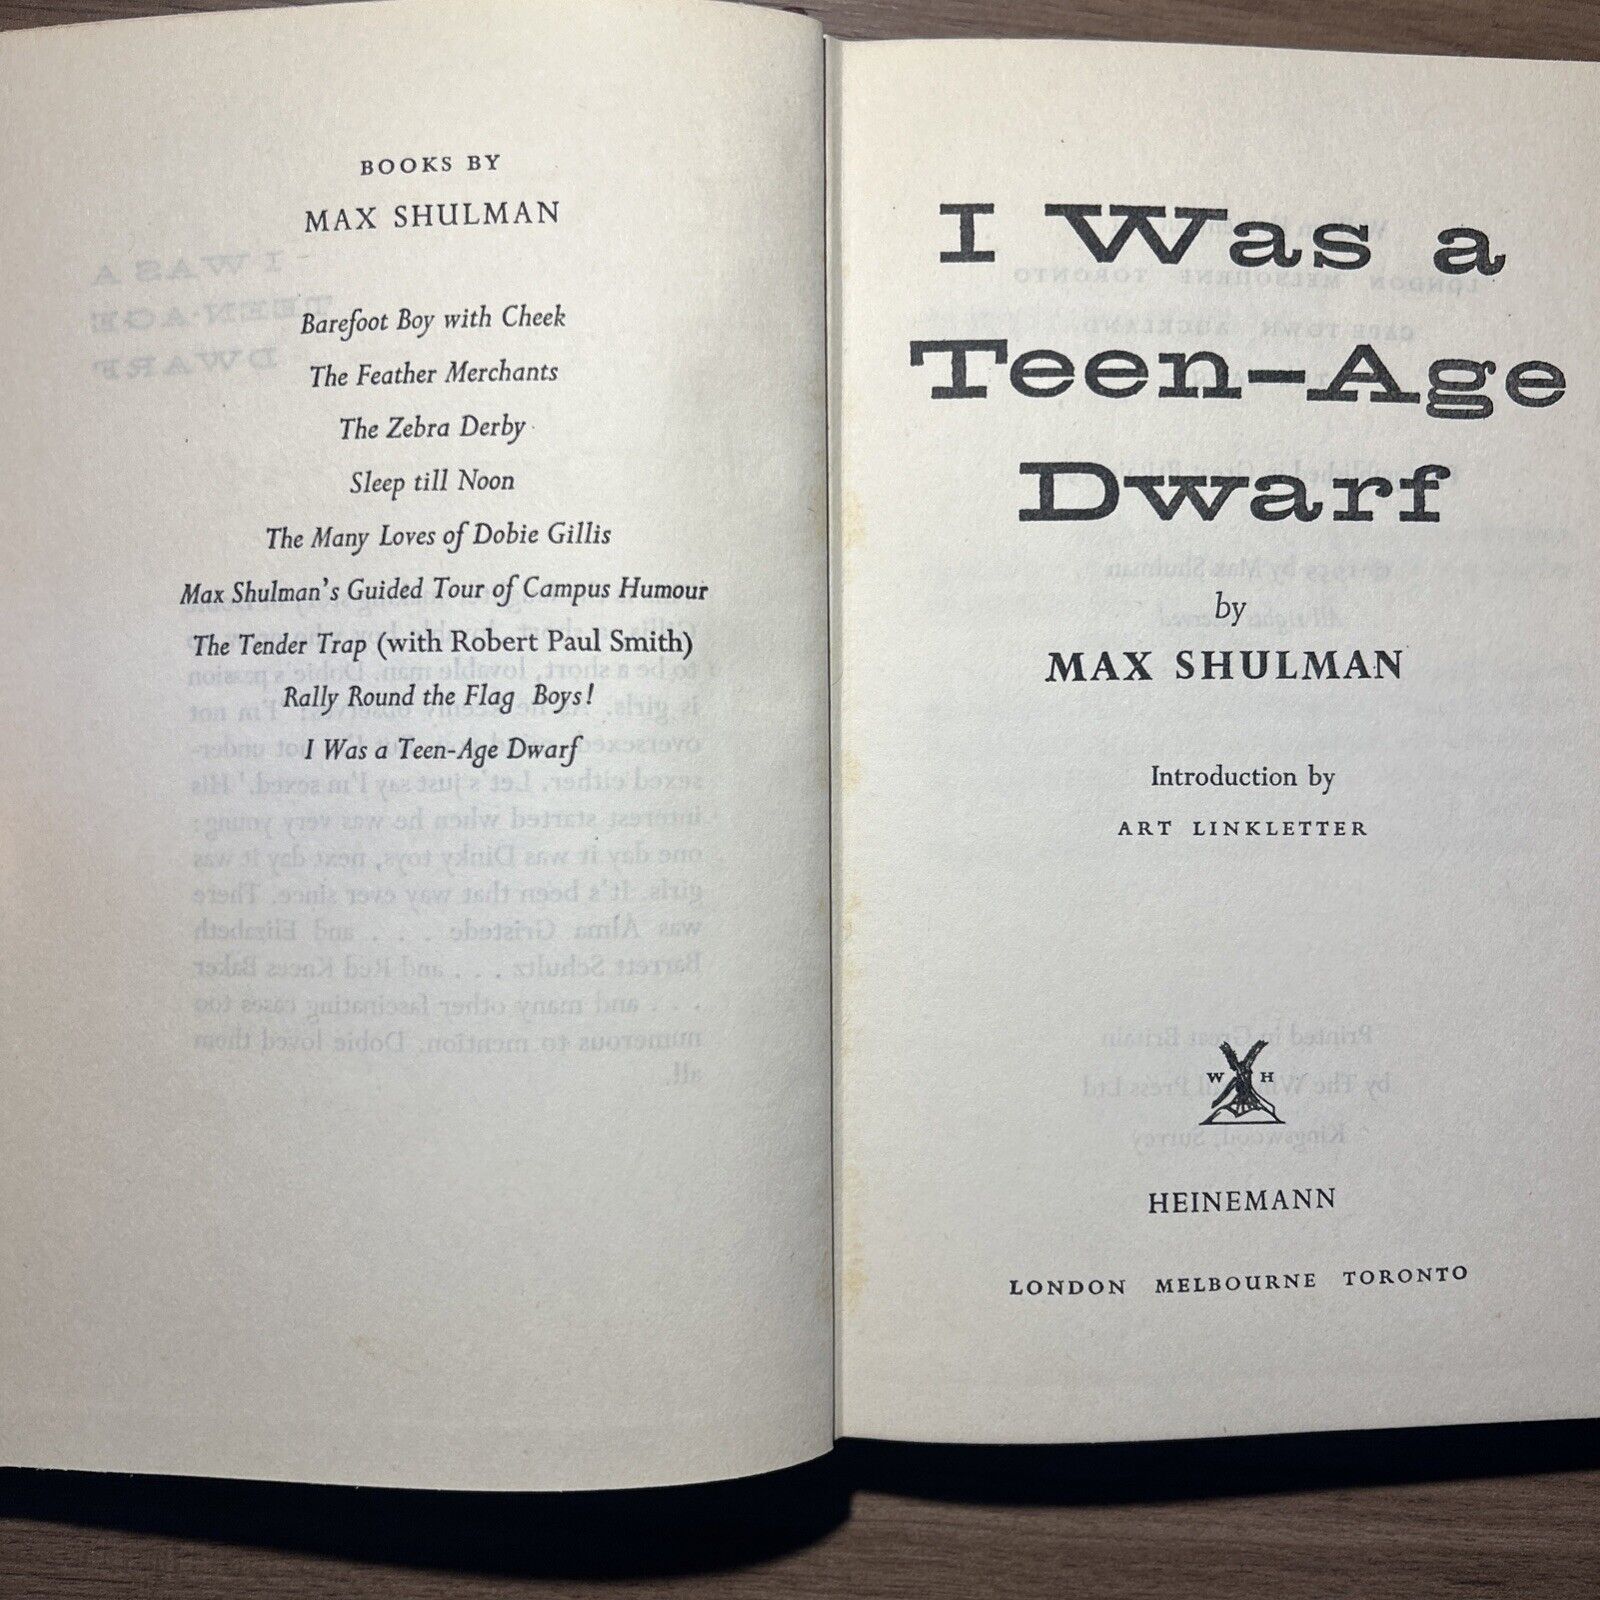 BOOKS BY
MAX SHULMAN
Barefoot Boy with Cheek
The Feather Merchants
The Zebra Derby
Sleep till Noon
The Many Loves of Dobie Gillis
Max Shulman's Guided Tour of Campus Humour
The Tender Trap (with Robert Paul Smith)
Rally Round the Flag Boys!
I Was a Teen-Age Dwarf
I Was a
Teen-Age
Dwarf
by
MAX SHULMAN
Introduction by
ART LINKLETTER
W H
HEINEMANN
LONDON MELBOURNE TORONTO